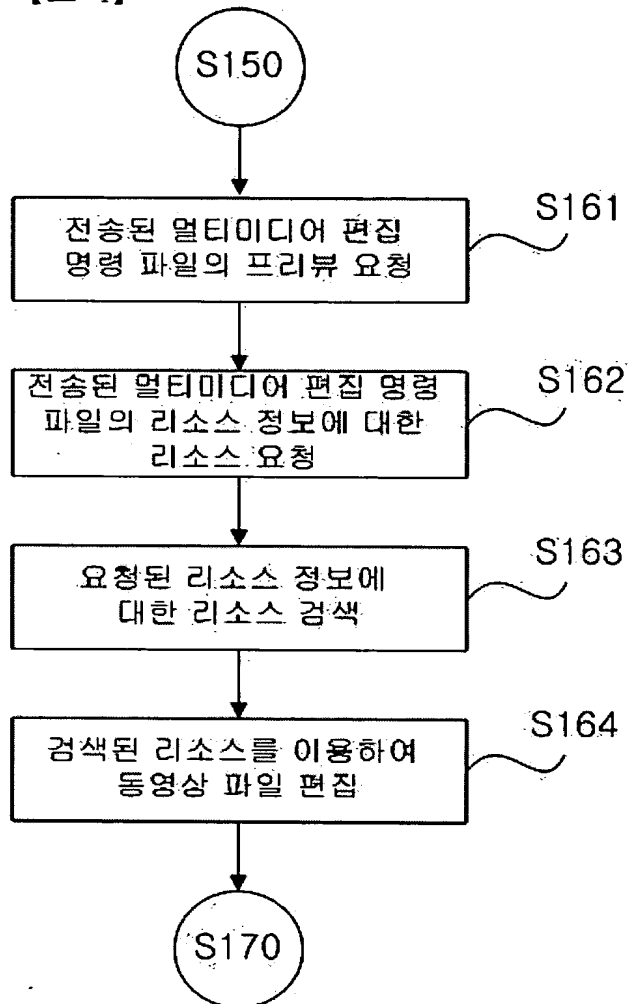 S150
전송된 멀티미디어 편집
명령 파일의 프리뷰 요청
S161
전송된 멀티미디어 편집 명령
파일의 리소스 정보에 대한
리소스 요청
S162
요청된 리소스 정보에
대한 리소스 검색
S163
검색된 리소스를 이용하여
동영상 파일 편집
S164
S170